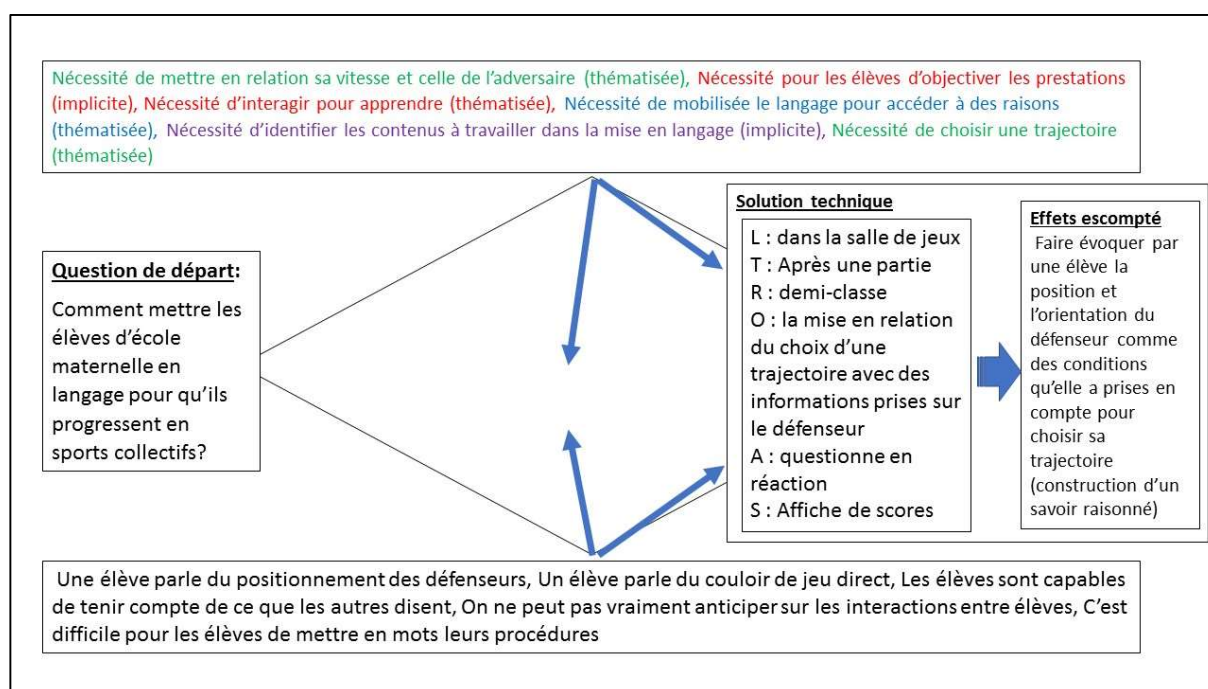 Nécessité de mettre en relation sa vitesse et celle de l'adversaire (thématisée), Nécessité pour les élèves d'objectiver les prestations
(implicite), Nécessité d'interagir pour apprendre (thématisée), Nécessité de mobilisée le langage pour accéder à des raisons
(thématisée), Nécessité d'identifier les contenus à travailler dans la mise en langage (implicite), Nécessité de choisir une trajectoire
(thématisée)
Question de départ:
Comment mettre les
élèves d'école
maternelle en
langage pour qu'ils
progressent en
sports collectifs?
Solution technique
L : dans la salle de jeux
T : Après une partie
R : demi-classe
O : la mise en relation
du choix d'une
trajectoire avec des
informations prises sur
le défenseur
A : questionne en
réaction
S : Affiche de scores
Effets escompté
Faire évoquer par
une élève la
position et
l'orientation du
défenseur comme
des conditions
qu'elle a prises en
compte pour
choisir sa
trajectoire
(construction d'un
savoir raisonné)
Une élève parle du positionnement des défenseurs, Un élève parle du couloir de jeu direct, Les élèves sont capables
de tenir compte de ce que les autres disent, On ne peut pas vraiment anticiper sur les interactions entre élèves, C'est
difficile pour les élèves de mettre en mots leurs procédures